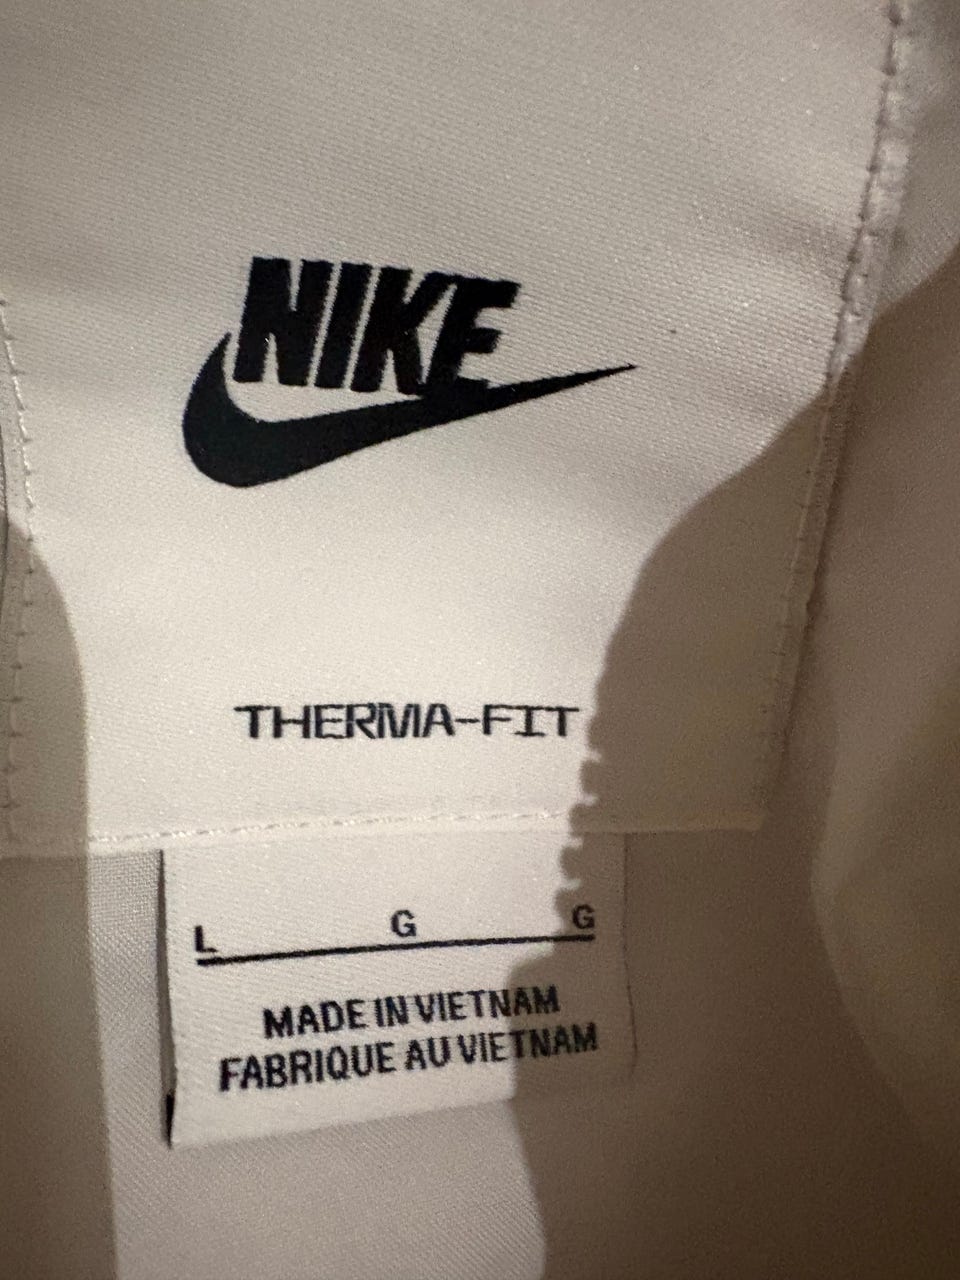 NIKE
THERMA-FIT
L G G
MADE IN VIETNAM
FABRIQUE AU VIETNAM